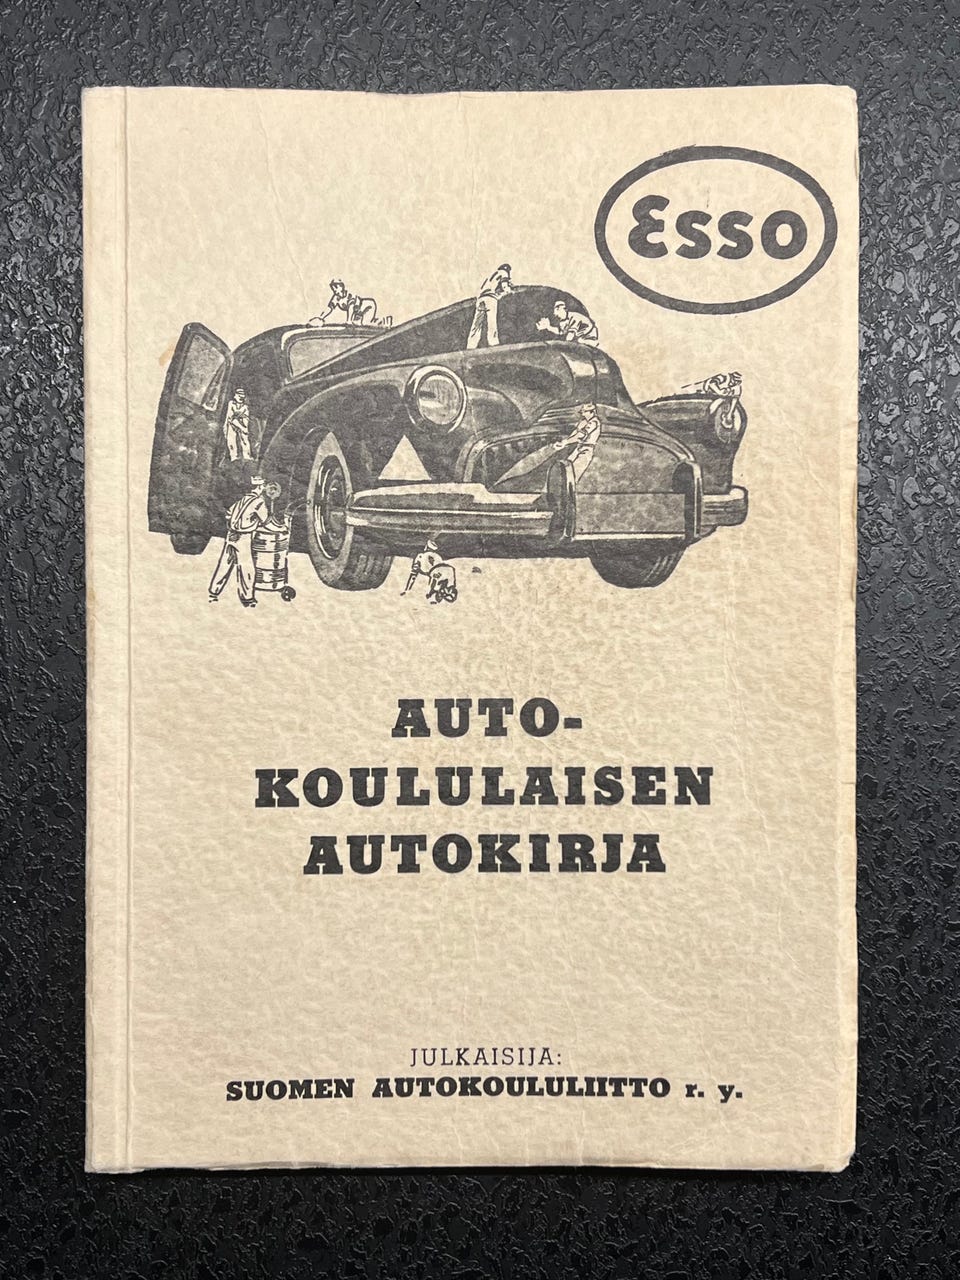 Esso
AUTO-
KOULULAISEN
AUTOKIRJA
JULKAISIJA:
SUOMEN AUTOKOULULIITTO r. y.